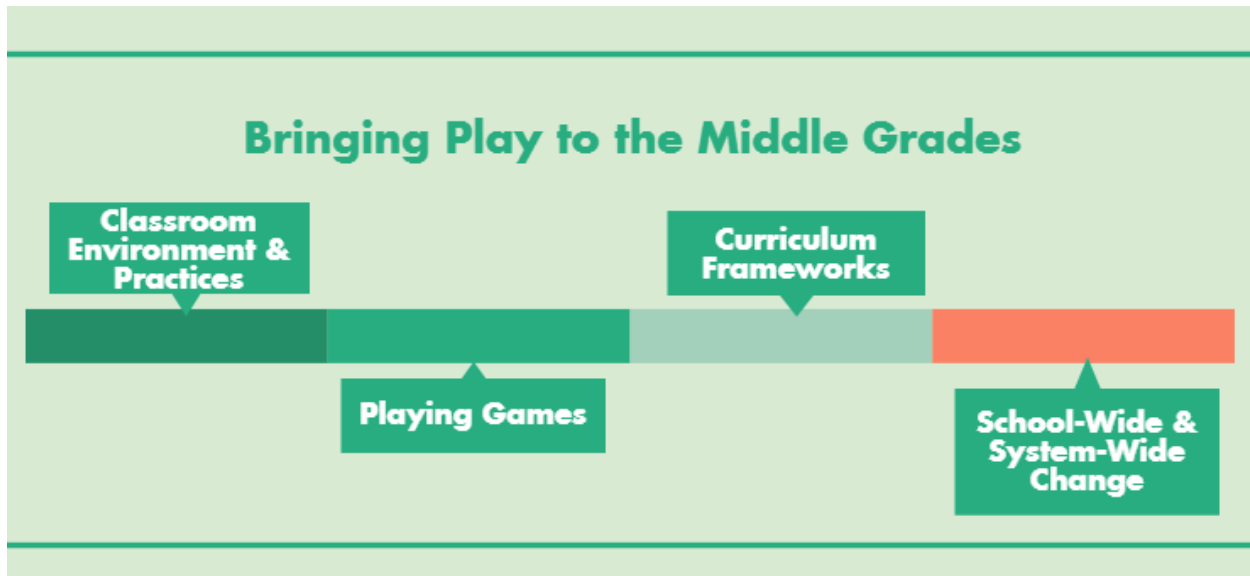 Bringing Play to the Middle Grades
Classroom
Environment &
Practices
Playing Games
Curriculum
Frameworks
School-Wide &
System-Wide
Change